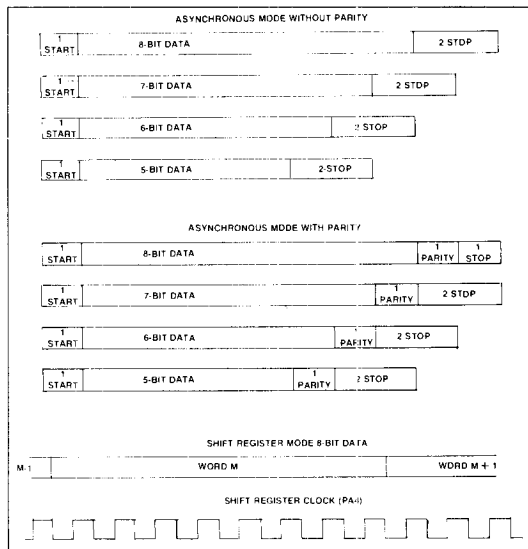 ASYNCHRONOUS MODE WITHOUT PARITY
1 START 8-BIT DATA 2 STOP
1 START 7-BIT DATA 2 STOP
1 START 6-BIT DATA 2 STOP
1 START 5-BIT DATA 2-STOP
ASYNCHRONOUS MODE WITH PARITY
1 START 8-BIT DATA 1 PARITY 1 STOP
1 START 7-BIT DATA 1 PARITY 2 STOP
1 START 6-BIT DATA 1 PARITY 2 STOP
1 START 5-BIT DATA 1 PARITY 2 STOP
SHIFT REGISTER MODE 8-BIT DATA
M-1 WORD M WORD M + 1
SHIFT REGISTER CLOCK (PA4)